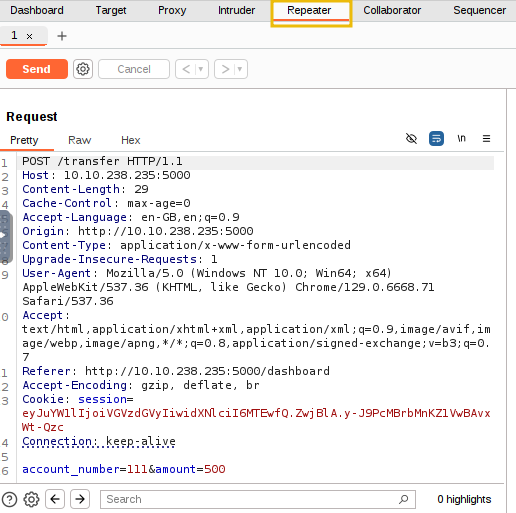 Dashboard Target Proxy Intruder Repeater Collaborator Sequencer
1 × +
Send Cancel < ▾ > ▾
Request
Pretty Raw Hex \n
1 POST /transfer HTTP/1.1
2 Host: 10.10.238.235:5000
3 Content-Length: 29
4 Cache-Control: max-age=0
5 Accept-Language: en-GB,en;q=0.9
Origin: http://10.10.238.235:5000
7 Content-Type: application/x-www-form-urlencoded
8 Upgrade-Insecure-Requests: 1
9 User-Agent: Mozilla/5.0 (Windows NT 10.0; Win64; x64)
AppleWebKit/537.36 (KHTML, like Gecko) Chrome/129.0.6668.71
Safari/537.36
0 Accept:
text/html,application/xhtml+xml,application/xml;q=0.9,image/avif,im
age/webp,image/apng,*/*;q=0.8,application/signed-exchange;v=b3;q=0.
7
1 Referer: http://10.10.238.235:5000/dashboard
2 Accept-Encoding: gzip, deflate, br
3 Cookie: session=
eyJuYW1lIjoiVGVzdGVyIiwidXNlciI6MTEwfQ.ZwjBlA.y-J9PcMBrbMnKZ1VwBAvx
Wt-Qzc
4 Connection: keep-alive
5
6 account_number=111&amount=500
? Search 0 highlights